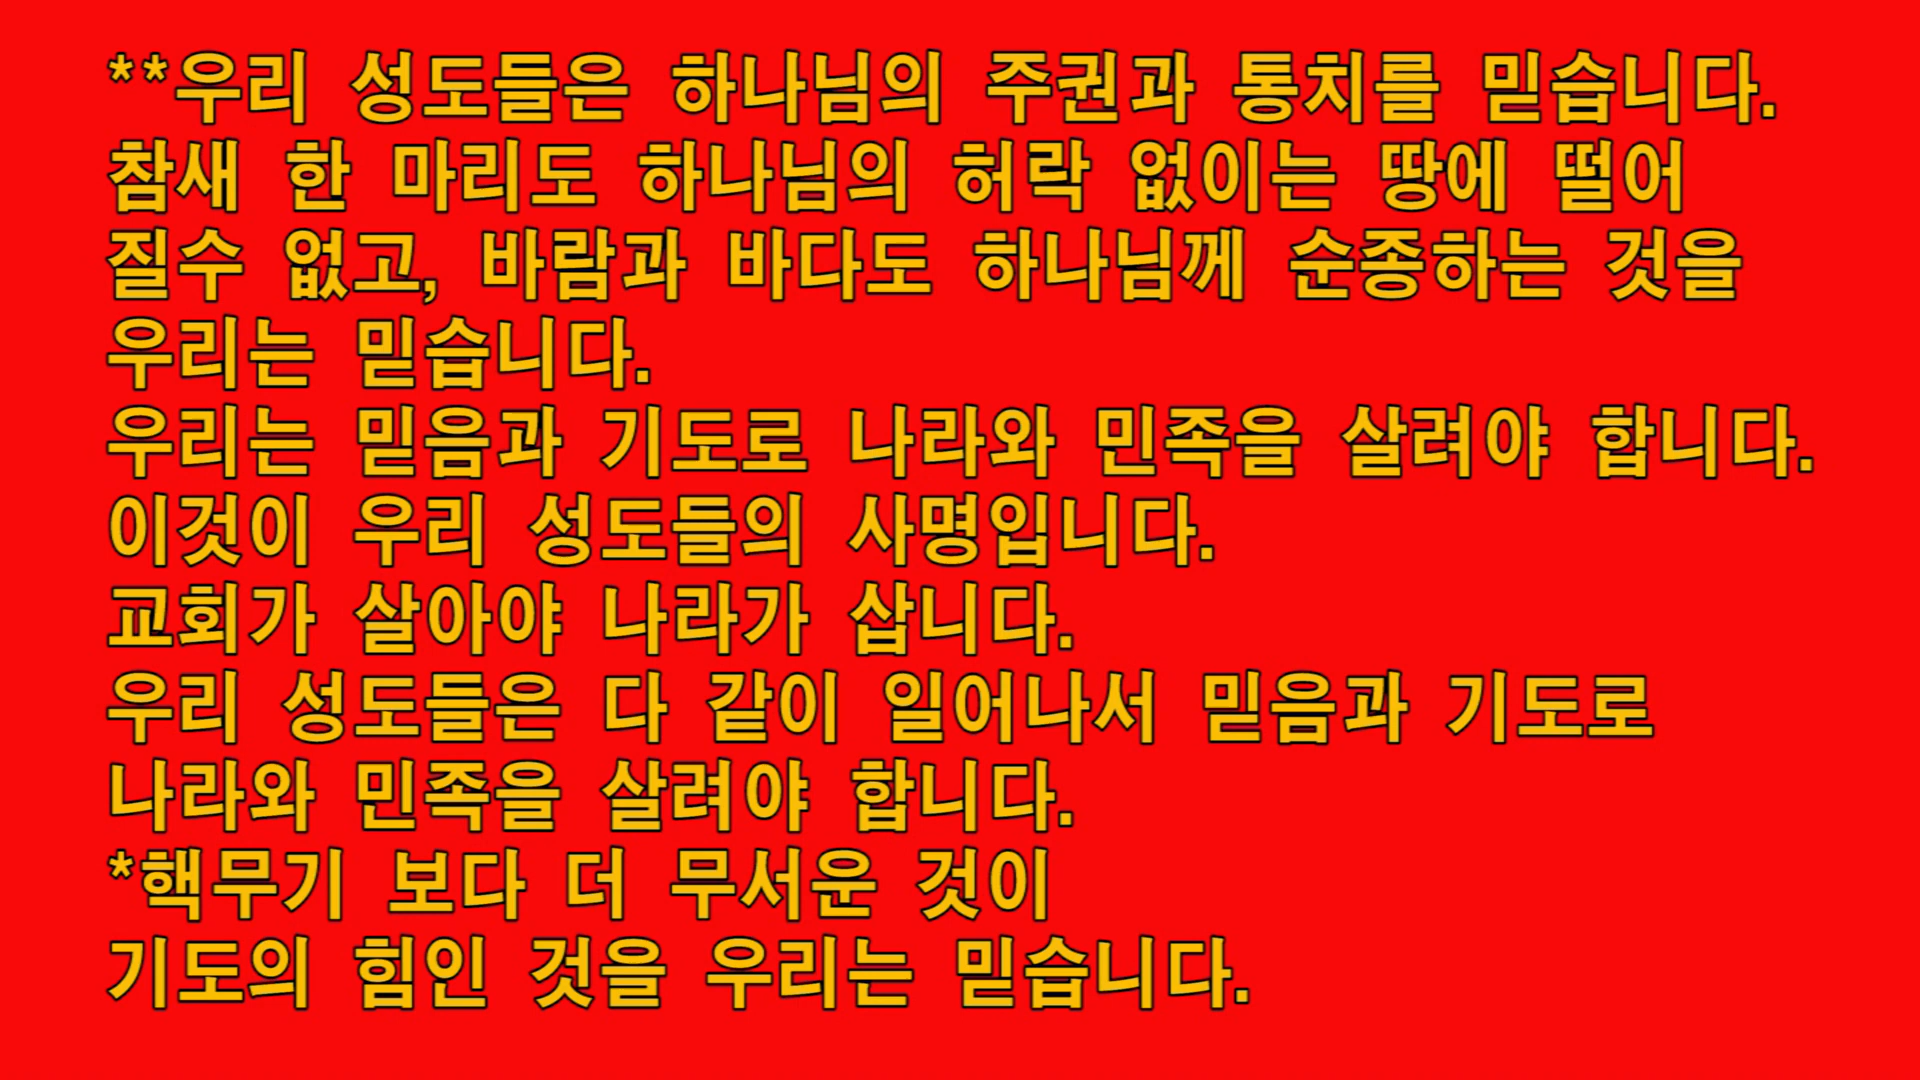 **우리 성도들은 하나님의 주권과 통치를 믿습니다.
참새 한 마리도 하나님의 허락 없이는 땅에 떨어
질수 없고, 바람과 바다도 하나님께 순종하는 것을
우리는 믿습니다.
우리는 믿음과 기도로 나라와 민족을 살려야 합니다.
이것이 우리 성도들의 사명입니다.
교회가 살아야 나라가 삽니다.
우리 성도들은 다 같이 일어나서 믿음과 기도로
나라와 민족을 살려야 합니다.
*핵무기 보다 더 무서운 것이
기도의 힘인 것을 우리는 믿습니다.